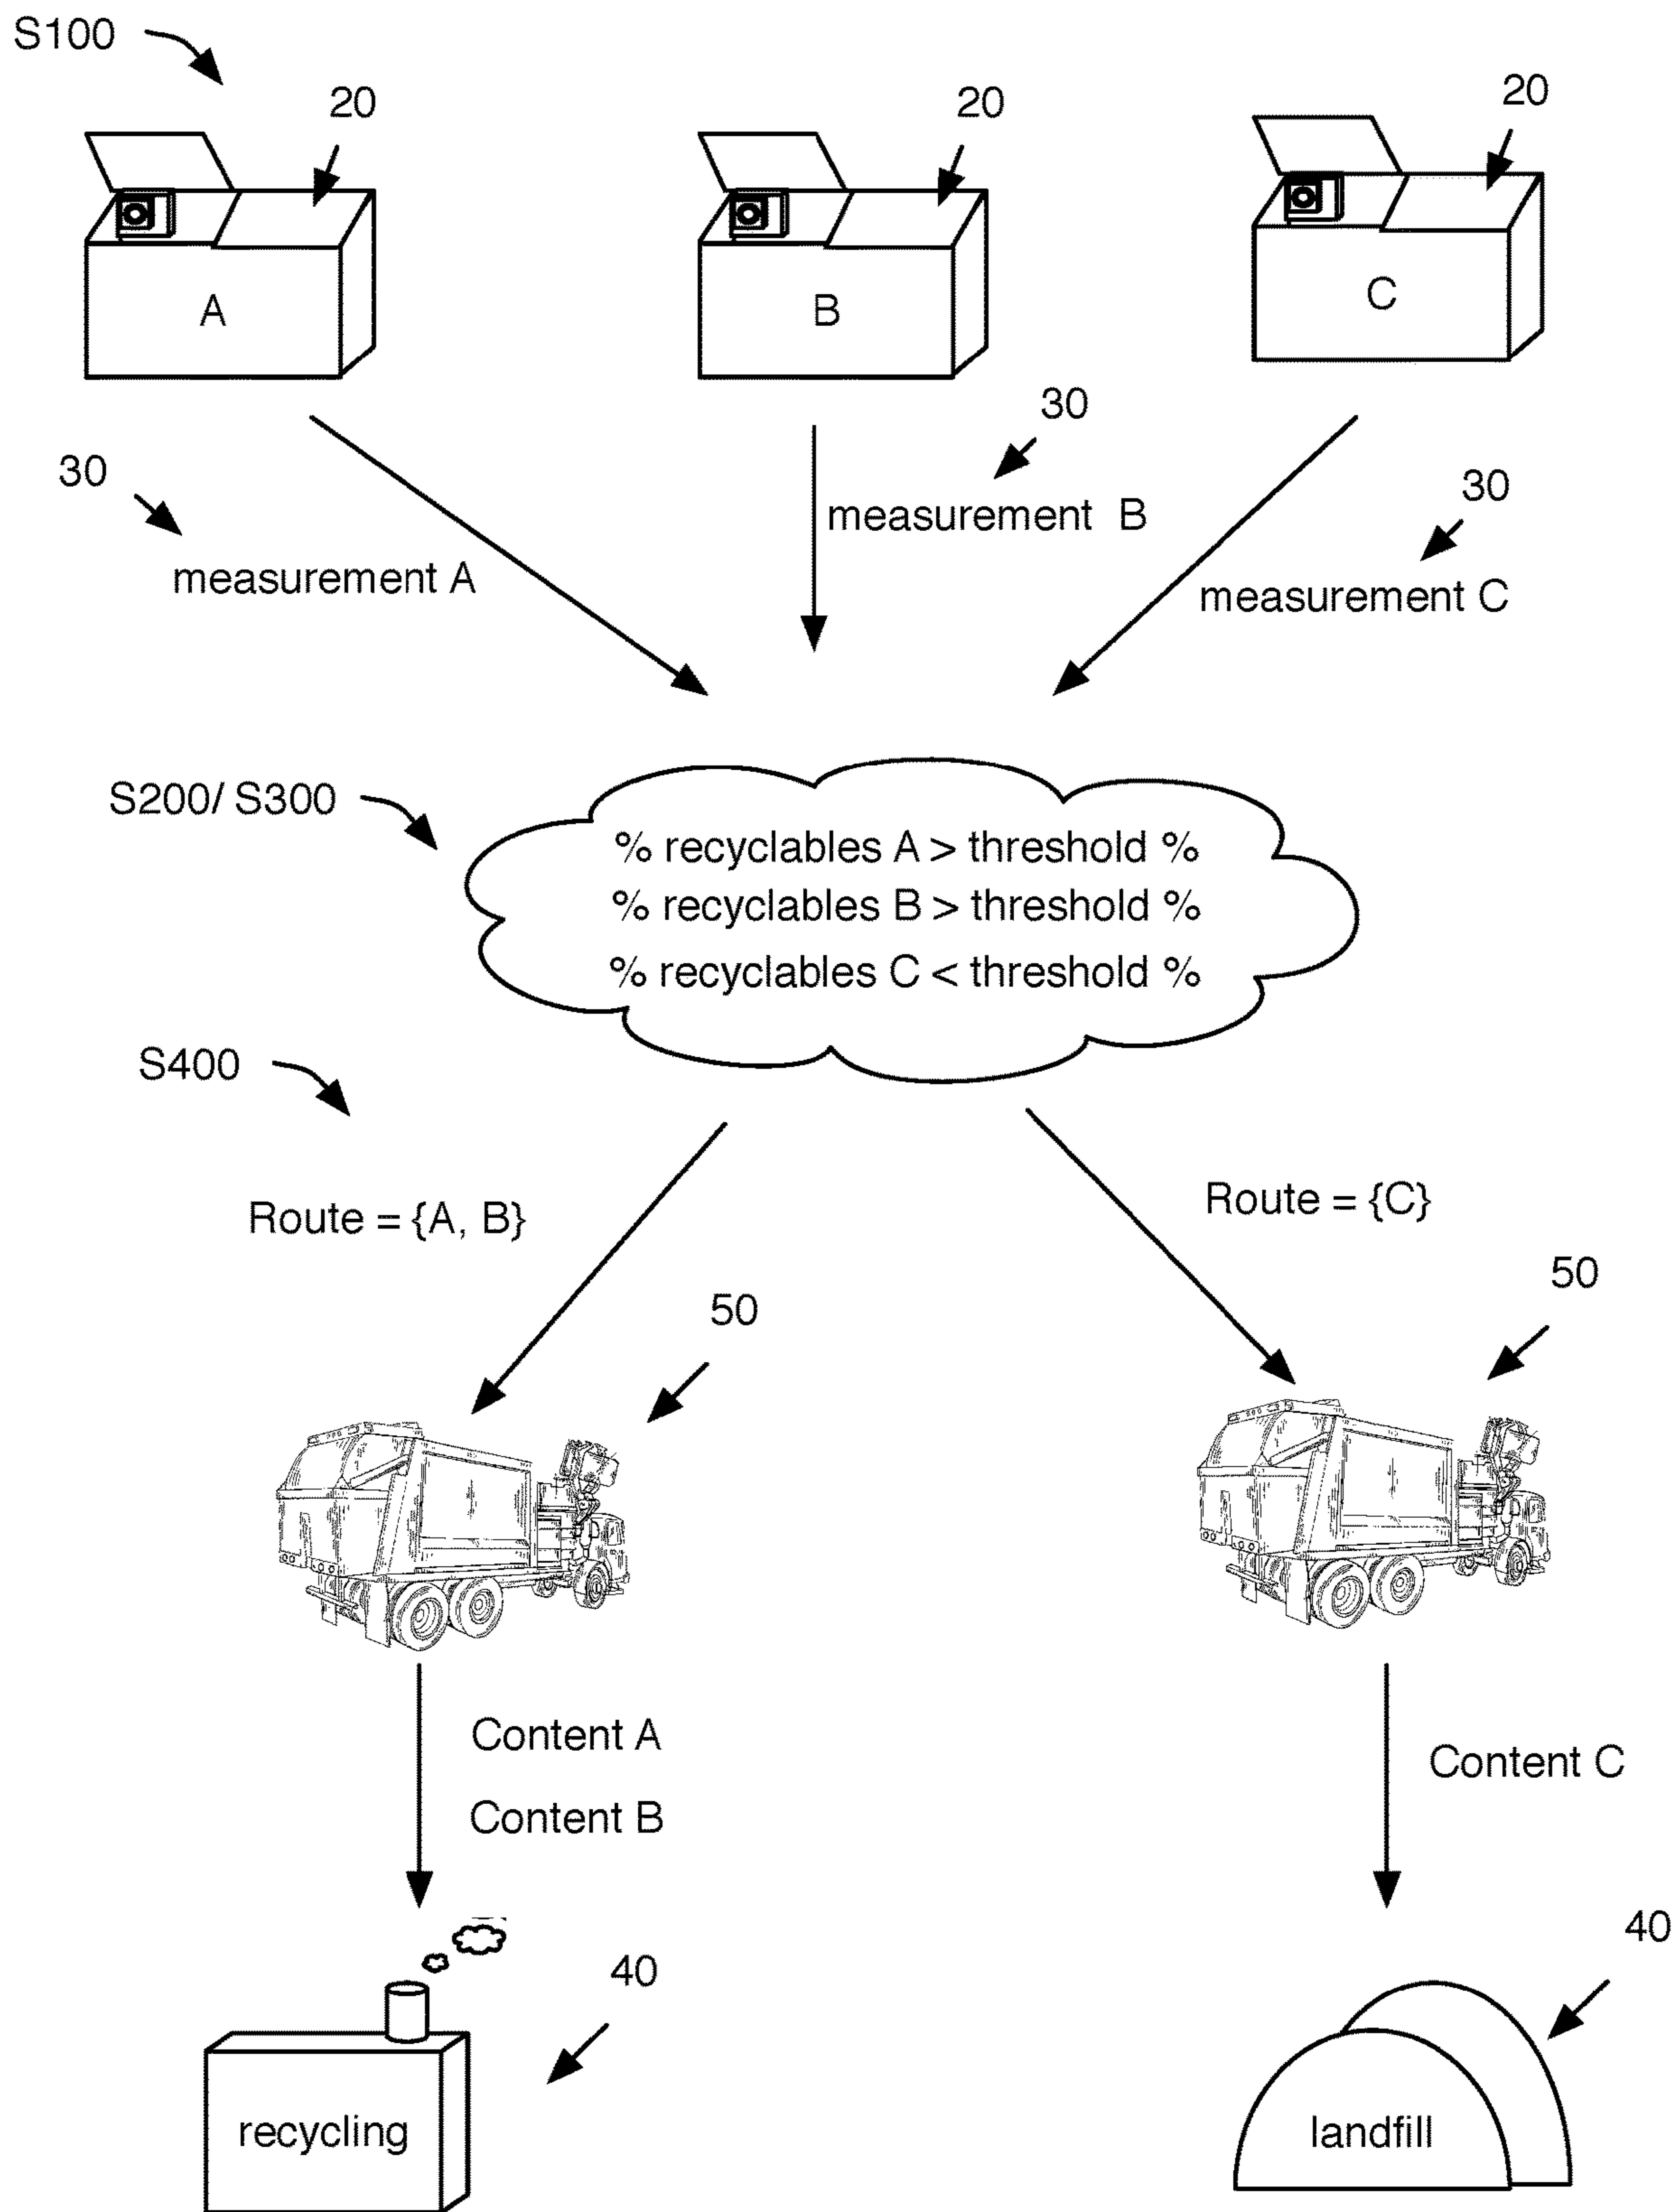 S100
20
20
20
A
B
C
30
30
30
measurement B
measurement A
measurement C
S200/ S300
% recyclables A > threshold %
% recyclables B > threshold %
% recyclables C < threshold %
S400
Route = {A, B}
Route = {C}
50
50
Content A
Content B
Content C
40
40
recycling
landfill